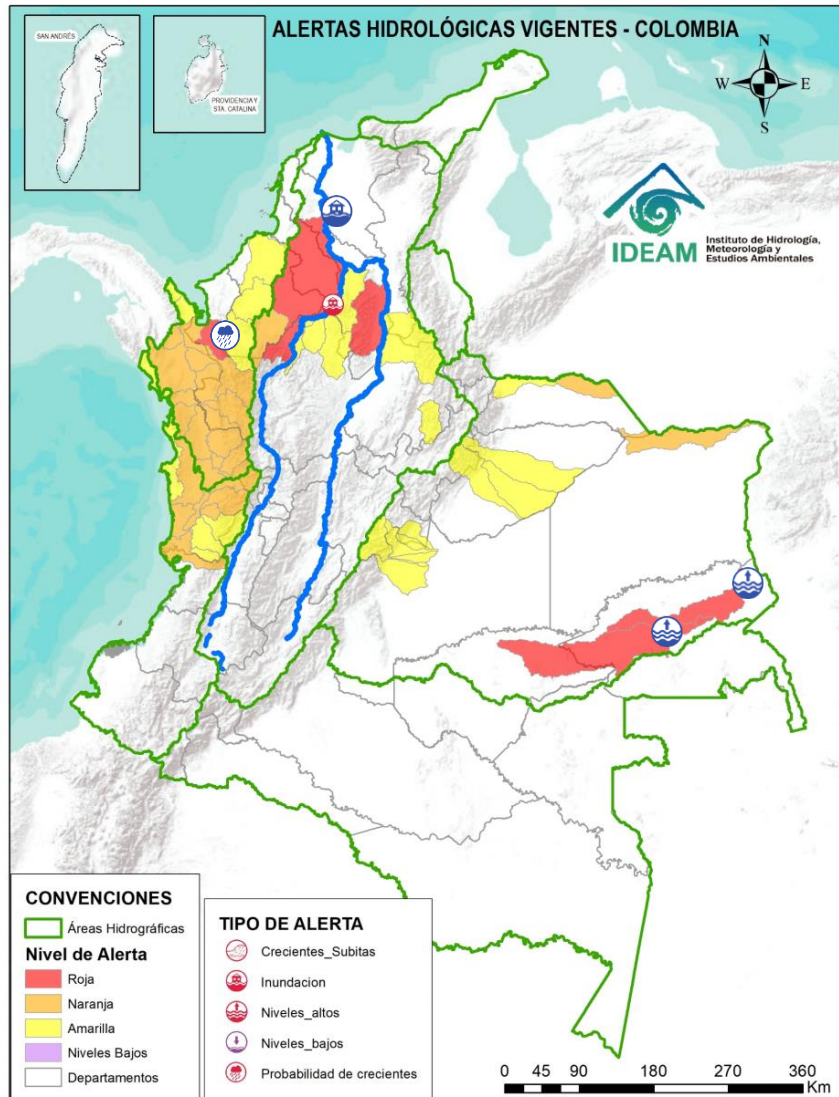 ALERTAS HIDROLÓGICAS VIGENTES - COLOMBIA
SAN ANDRÉS
PROVIDENCIA Y
STA. CATALINA
N
W
E
S
IDEAM
Instituto de Hidrología,
Meteorología y
Estudios Ambientales
CONVENCIONES
Áreas Hidrográficas
Nivel de Alerta
Roja
Naranja
Amarilla
Niveles Bajos
Departamentos
TIPO DE ALERTA
Crecientes_Subitas
Inundacion
Niveles_altos
Niveles_bajos
Probabilidad de crecientes
0 45 90 180 270 360
Km